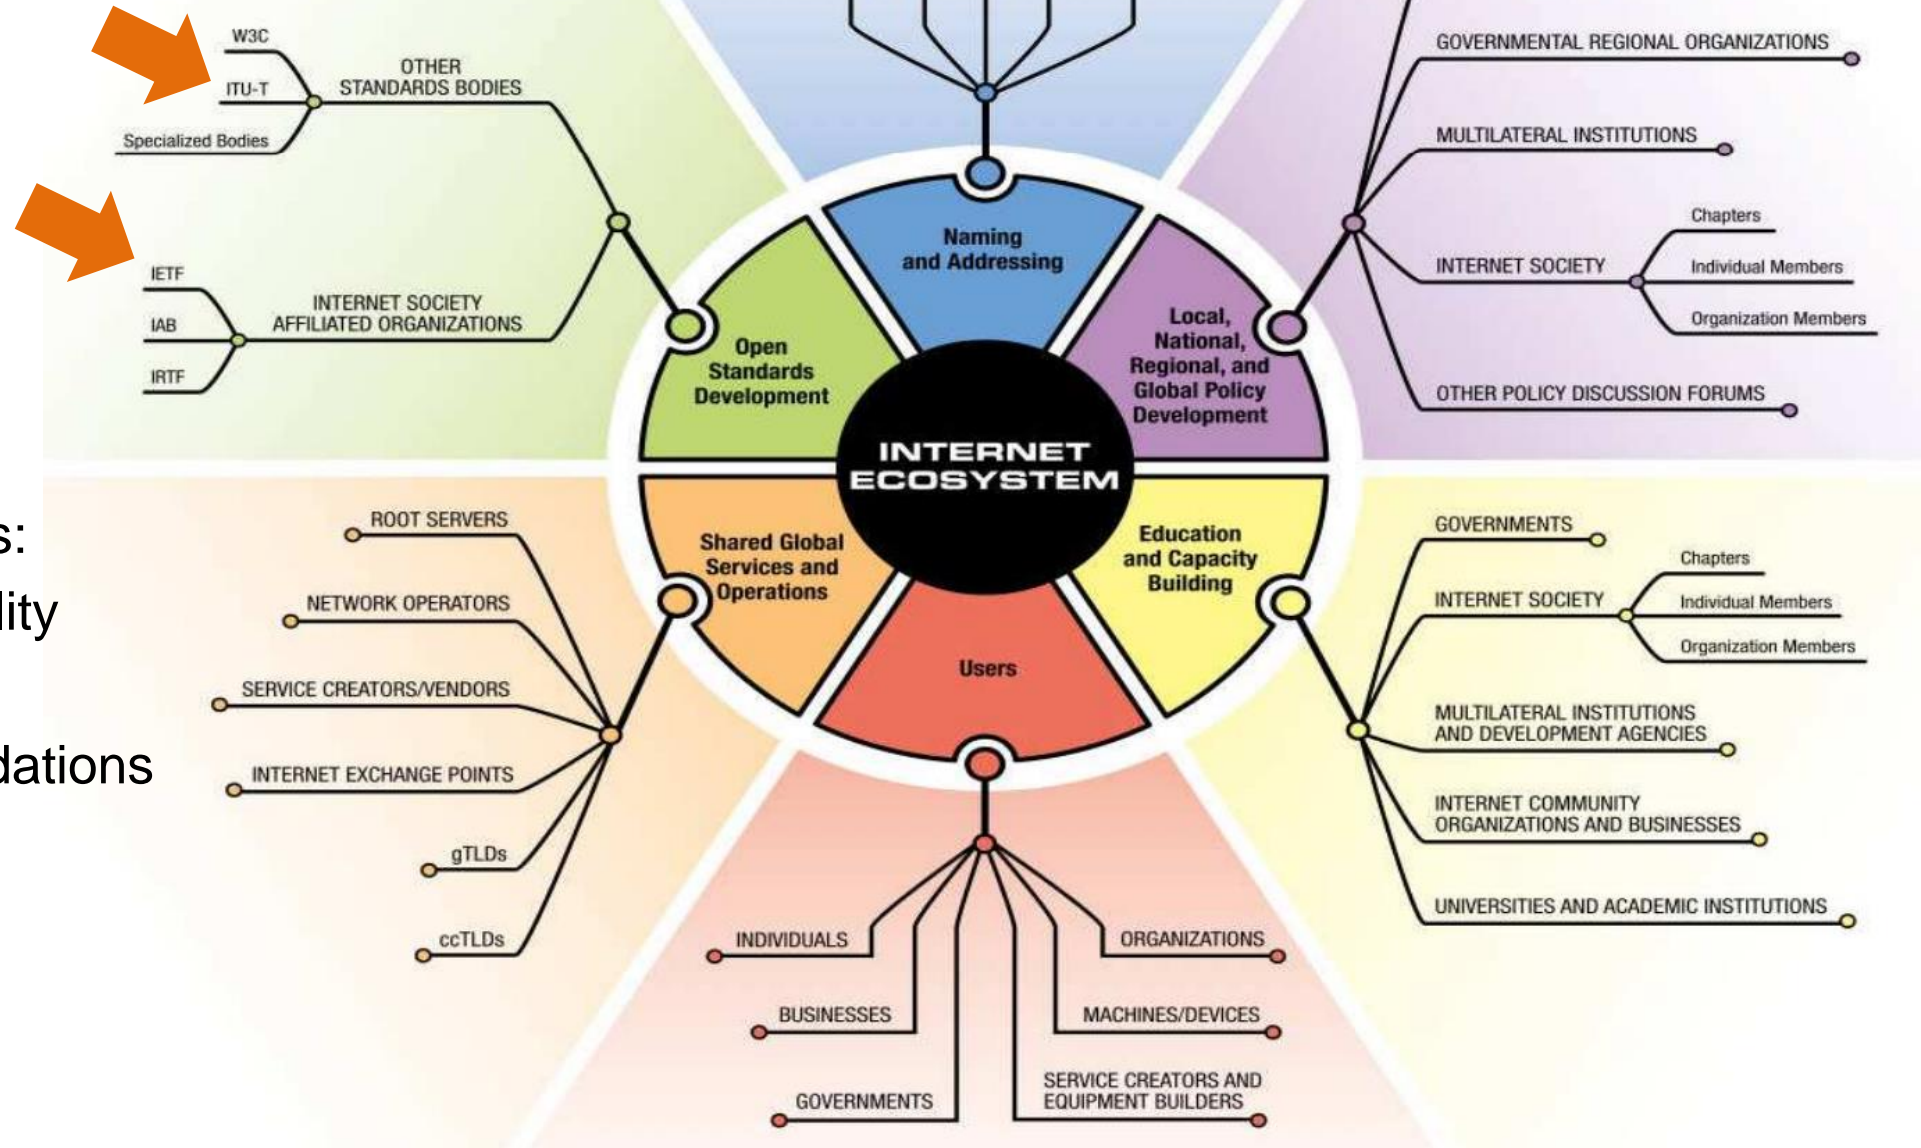 W3C
OTHER
STANDARDS BODIES
ITU-T
Specialized Bodies
IETF
INTERNET SOCIETY
AFFILIATED ORGANIZATIONS
IAB
IRTF
Naming
and Addressing
Open
Standards
Development
Local,
National,
Regional, and
Global Policy
Development
GOVERNMENTAL REGIONAL ORGANIZATIONS
MULTILATERAL INSTITUTIONS
INTERNET SOCIETY
Chapters
Individual Members
Organization Members
OTHER POLICY DISCUSSION FORUMS
INTERNET
ECOSYSTEM
s:
lity
dations
ROOT SERVERS
NETWORK OPERATORS
SERVICE CREATORS/VENDORS
INTERNET EXCHANGE POINTS
gTLDs
ccTLDs
Shared Global
Services and
Operations
Users
Education
and Capacity
Building
GOVERNMENTS
INTERNET SOCIETY
Chapters
Individual Members
Organization Members
MULTILATERAL INSTITUTIONS
AND DEVELOPMENT AGENCIES
INTERNET COMMUNITY
ORGANIZATIONS AND BUSINESSES
UNIVERSITIES AND ACADEMIC INSTITUTIONS
INDIVIDUALS
BUSINESSES
GOVERNMENTS
ORGANIZATIONS
MACHINES/DEVICES
SERVICE CREATORS AND
EQUIPMENT BUILDERS